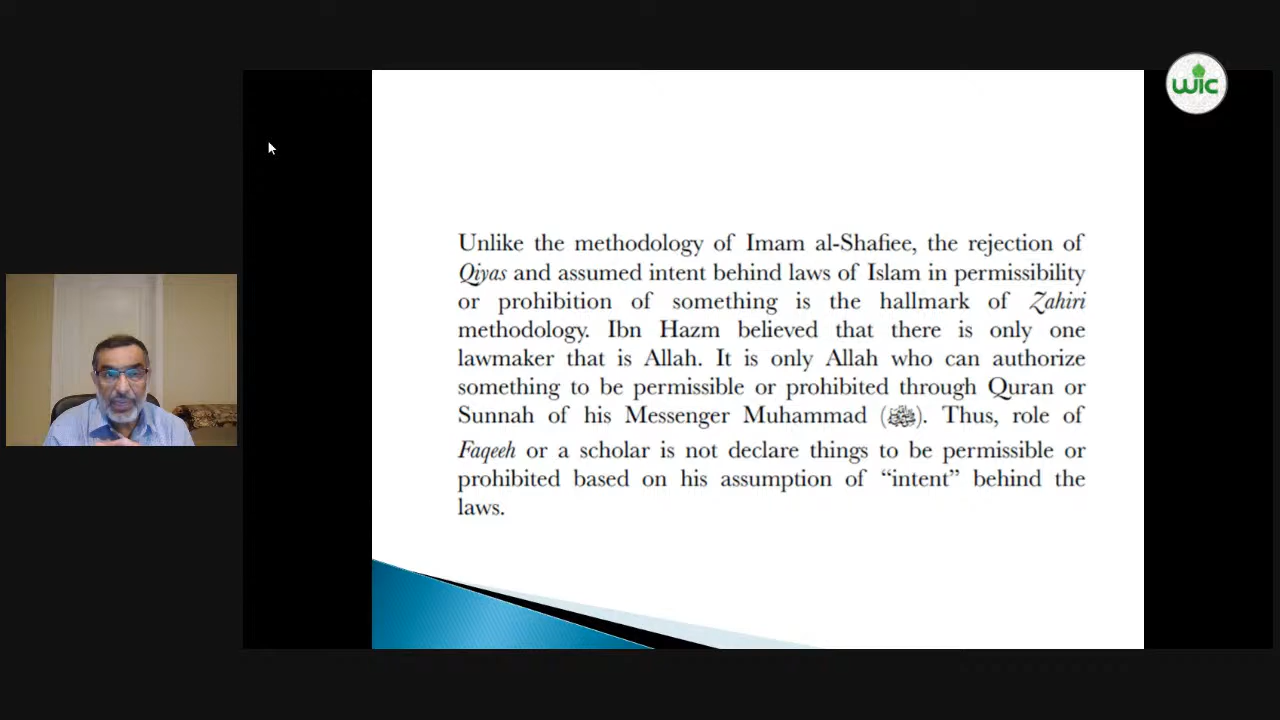 WIC
Unlike the methodology of Imam al-Shafiee, the rejection of
Qiyas and assumed intent behind laws of Islam in permissibility
or prohibition of something is the hallmark of Zahiri
methodology. Ibn Hazm believed that there is only one
lawmaker that is Allah. It is only Allah who can authorize
something to be permissible or prohibited through Quran or
Sunnah of his Messenger Muhammad (ﷺ). Thus, role of
Faqeeh or a scholar is not declare things to be permissible or
prohibited based on his assumption of “intent” behind the
laws.